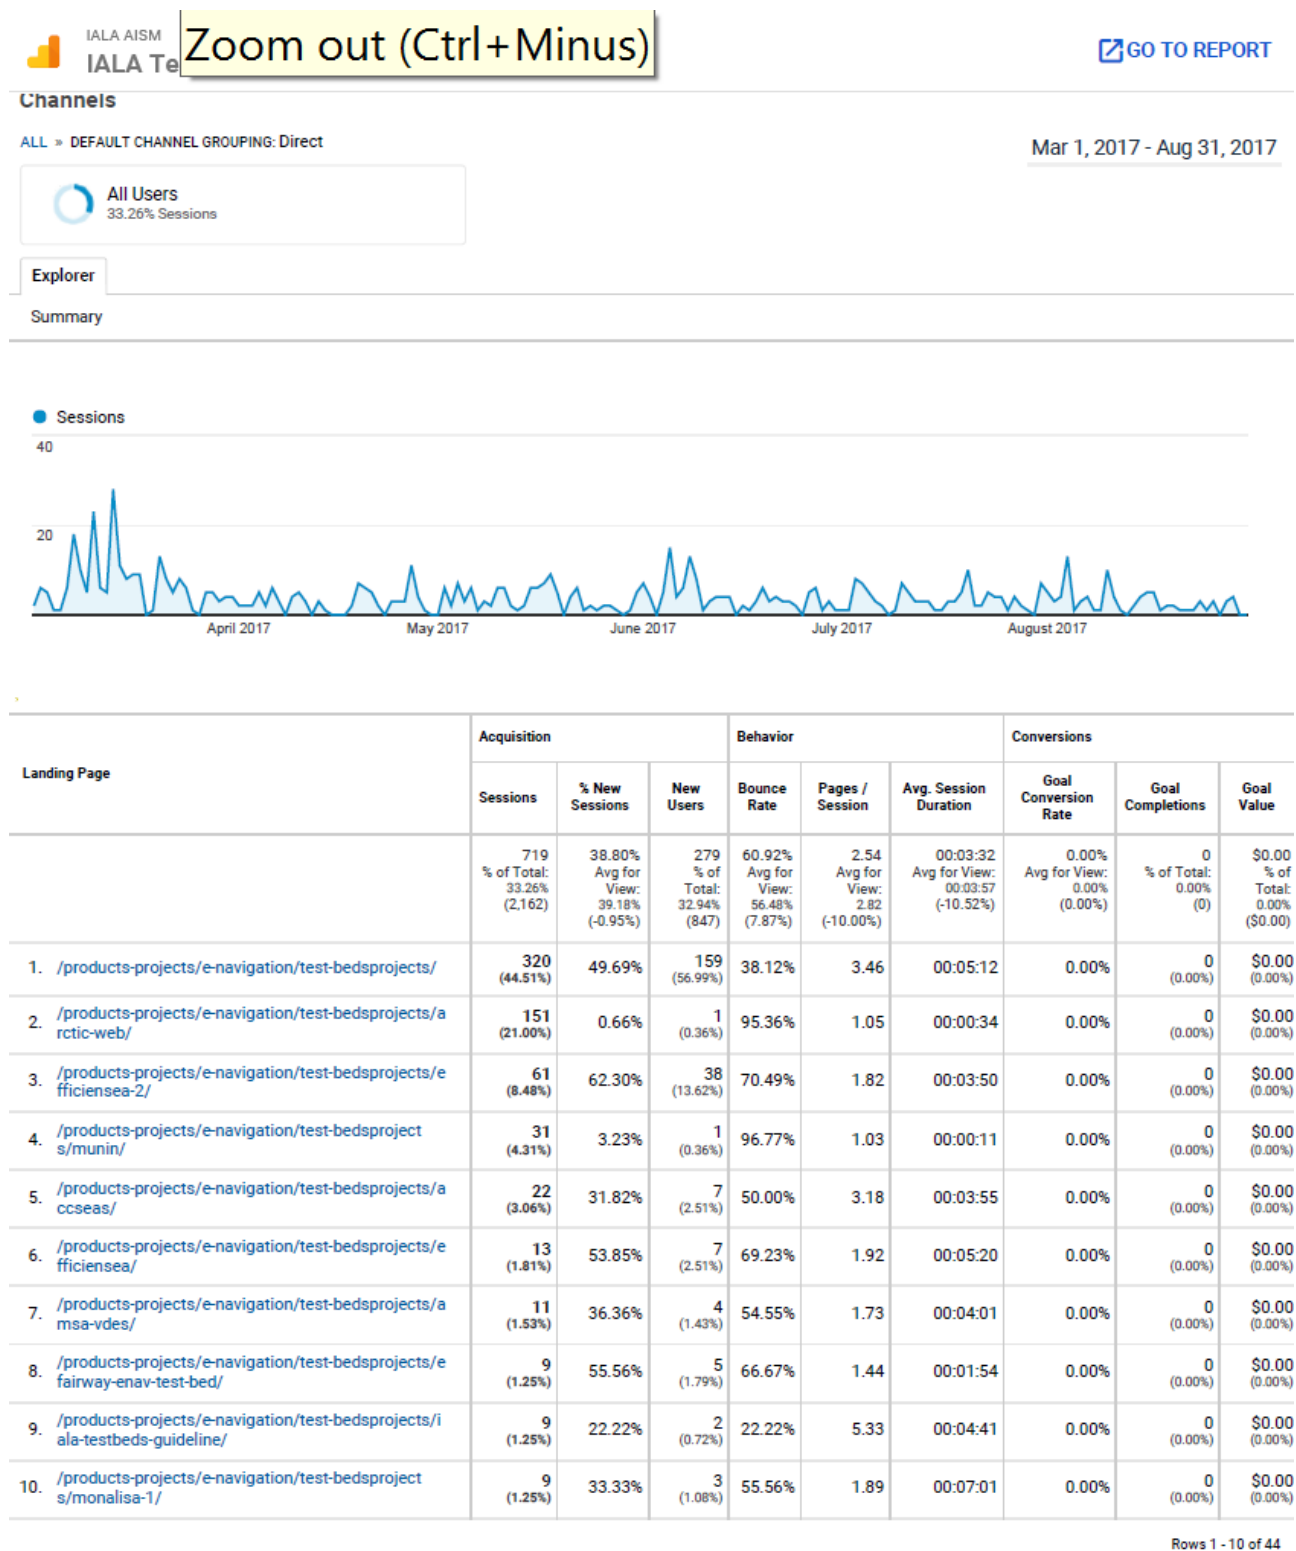 IALA AISM
IALA Te
Zoom out (Ctrl+Minus)
GO TO REPORT
Channels
ALL » DEFAULT CHANNEL GROUPING: Direct
Mar 1, 2017 - Aug 31, 2017
All Users
33.26% Sessions
Explorer
Summary
Sessions
40
20
April 2017 May 2017 June 2017 July 2017 August 2017
Landing Page
Acquisition Behavior Conversions
Sessions
% New
Sessions
New
Users
Bounce
Rate
Pages /
Session
Avg. Session
Duration
Goal
Conversion
Rate
Goal
Completions
Goal
Value
719
% of Total:
33.26%
(2,162)
38.80%
Avg for
View:
39.18%
(-0.95%)
279
% of
Total:
32.94%
(847)
60.92%
Avg for
View:
56.48%
(7.87%)
2.54
Avg for
View:
2.82
(-10.00%)
00:03:32
Avg for View:
00:03:57
(-10.52%)
0.00%
Avg for View:
0.00%
(0.00%)
0
% of Total:
0.00%
(0)
$0.00
% of
Total:
0.00%
($0.00)
1. /products-projects/e-navigation/test-bedsprojects/
320 (44.51%) 49.69% 159 (56.99%) 38.12% 3.46 00:05:12 0.00% 0 (0.00%) $0.00 (0.00%)
2. /products-projects/e-navigation/test-bedsprojects/a
rctic-web/
151 (21.00%) 0.66% 1 (0.36%) 95.36% 1.05 00:00:34 0.00% 0 (0.00%) $0.00 (0.00%)
3. /products-projects/e-navigation/test-bedsprojects/e
fficiensea-2/
61 (8.48%) 62.30% 38 (13.62%) 70.49% 1.82 00:03:50 0.00% 0 (0.00%) $0.00 (0.00%)
4. /products-projects/e-navigation/test-bedsproject
s/munin/
31 (4.31%) 3.23% 1 (0.36%) 96.77% 1.03 00:00:11 0.00% 0 (0.00%) $0.00 (0.00%)
5. /products-projects/e-navigation/test-bedsprojects/a
ccseas/
22 (3.06%) 31.82% 7 (2.51%) 50.00% 3.18 00:03:55 0.00% 0 (0.00%) $0.00 (0.00%)
6. /products-projects/e-navigation/test-bedsprojects/e
fficiensea/
13 (1.81%) 53.85% 7 (2.51%) 69.23% 1.92 00:05:20 0.00% 0 (0.00%) $0.00 (0.00%)
7. /products-projects/e-navigation/test-bedsprojects/a
msa-vdes/
11 (1.53%) 36.36% 4 (1.43%) 54.55% 1.73 00:04:01 0.00% 0 (0.00%) $0.00 (0.00%)
8. /products-projects/e-navigation/test-bedsprojects/e
fairway-enav-test-bed/
9 (1.25%) 55.56% 5 (1.79%) 66.67% 1.44 00:01:54 0.00% 0 (0.00%) $0.00 (0.00%)
9. /products-projects/e-navigation/test-bedsprojects/i
ala-testbeds-guideline/
9 (1.25%) 22.22% 2 (0.72%) 22.22% 5.33 00:04:41 0.00% 0 (0.00%) $0.00 (0.00%)
10. /products-projects/e-navigation/test-bedsproject
s/monalisa-1/
9 (1.25%) 33.33% 3 (1.08%) 55.56% 1.89 00:07:01 0.00% 0 (0.00%) $0.00 (0.00%)
Rows 1 - 10 of 44